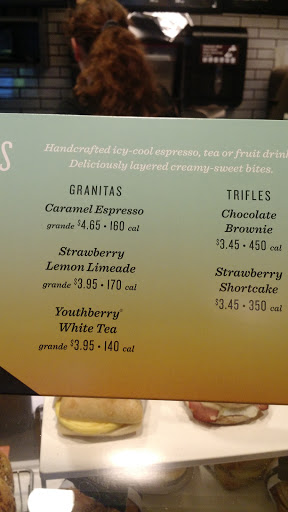 S
Handcrafted icy-cool espresso, tea or fruit drin
Deliciously layered creamy-sweet bites.
GRANITAS
Caramel Espresso
grande $4.65 • 160 cal
Strawberry
Lemon Limeade
grande $3.95 • 170 cal
Youthberry®
White Tea
grande $3.95 • 140 cal
TRIFLES
Chocolate
Brownie
$3.45 • 450 cal
Strawberry
Shortcake
$3.45 • 350 cal